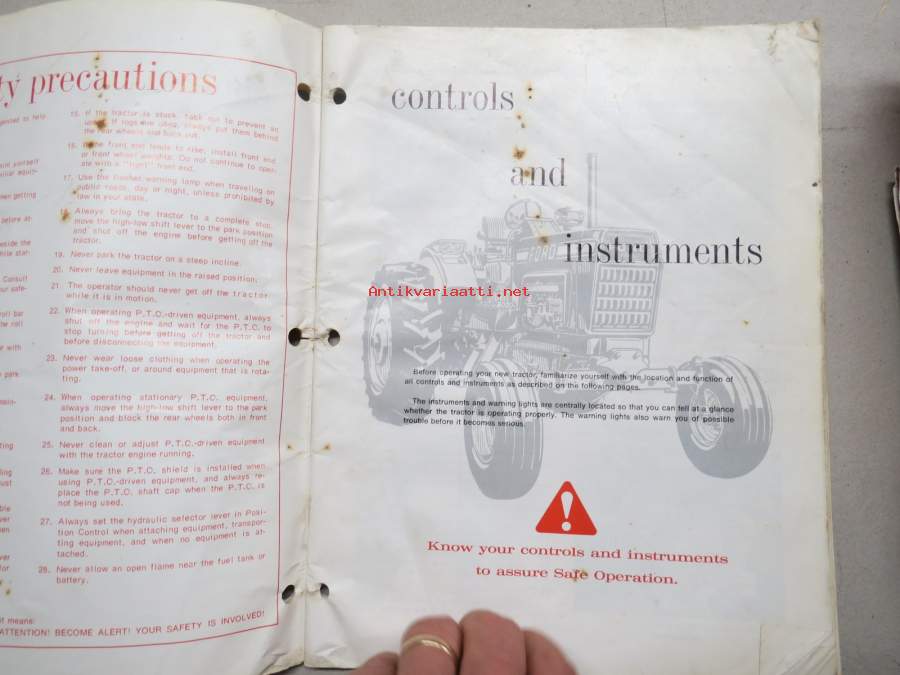 ty precautions
15. If the tractor is stuck, back out to prevent an
used, always put them behind
the rear wheels and back out.
16. If the front end tends to rise, install front end
or front wheel weights. Do not continue to oper-
ate with a "light" front end.
17. Use the flasher warning lamp when traveling on
public roads, day or night, unless prohibited by
law in your state.
18. Always bring the tractor to a complete stop,
move the high-low shift lever to the park position
and shut off the engine before getting off the
tractor.
19. Never park the tractor on a steep incline.
20. Never leave equipment in the raised position.
21. The operator should never get off the tractor
while it is in motion.
22. When operating P.T.O.-driven equipment, always
shut off the engine and wait for the P.T.O. to
stop turning before getting off the tractor and
before disconnecting the equipment.
23. Never wear loose clothing when operating the
power take-off, or around equipment that is rota-
ting.
24. When operating stationary P.T.O. equipment,
always move the high-low shift lever to the park
position and block the rear wheels both in front
and back.
25. Never clean or adjust P.T.O.-driven equipment
with the tractor engine running.
26. Make sure the P.T.O. shield is installed when
using P.T.O.-driven equipment, and always re-
place the P.T.O. shaft cap when the P.T.O. is
not being used.
27. Always set the hydraulic selector lever in Posi-
tion Control when attaching equipment, transpor-
ting equipment, and when no equipment is at-
tached.
28. Never allow an open flame near the fuel tank or
battery.
it means:
ATTENTION! BECOME ALERT! YOUR SAFETY IS INVOLVED!
controls
and
instruments
Antikvariaatti.net
Before operating your new tractor, familiarize yourself with the location and function of
all controls and instruments as described on the following pages.
The instruments and warning lights are centrally located so that you can tell at a glance
whether the tractor is operating properly. The warning lights also warn you of possible
trouble before it becomes serious.
Know your controls and instruments
to assure Safe Operation.